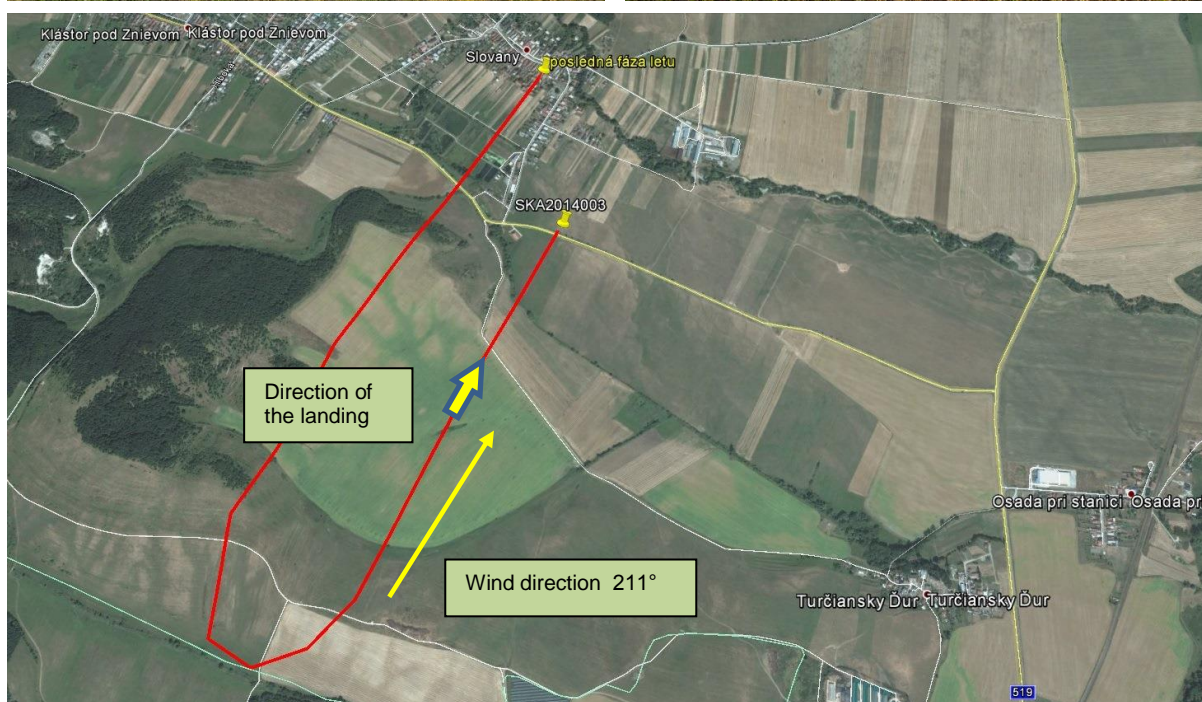 Kláštor pod Znievom Kláštor pod Znievom
Slovany
posledná fáza letu
SKA2014003
Direction of
the landing
Wind direction 211°
Osada pri stanici Osada pr
Turčiansky Ďur Turčiansky Ďur
519